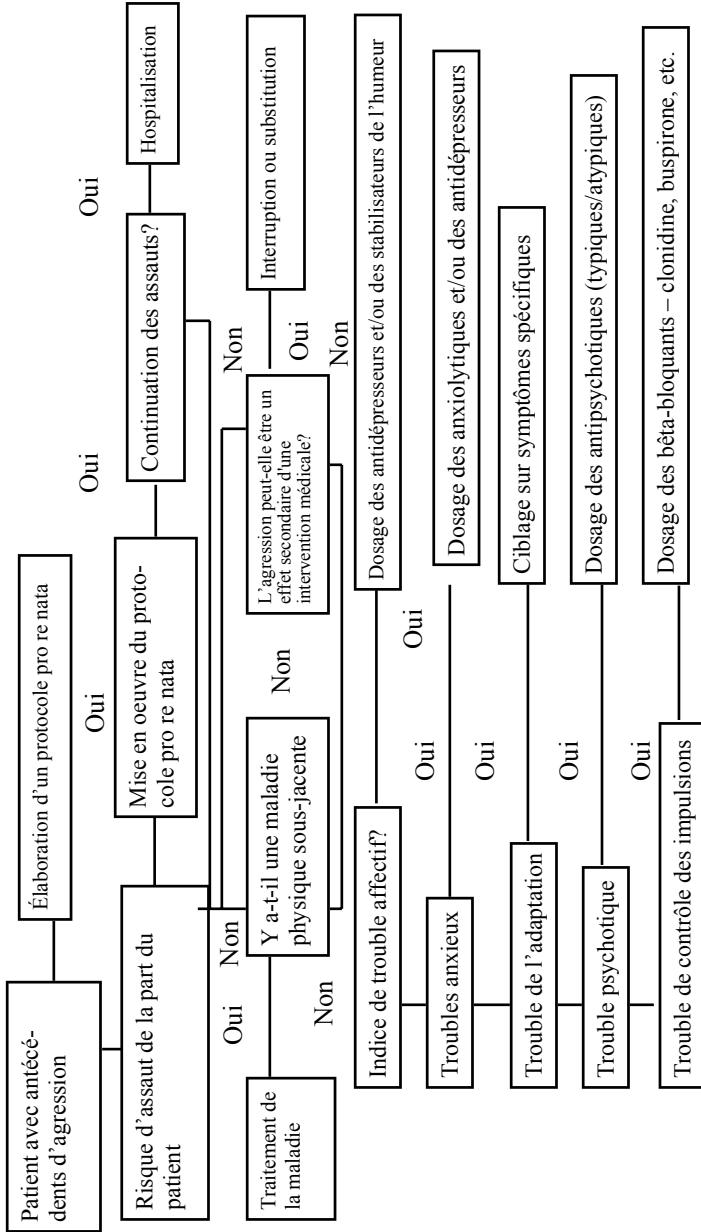 Patient avec antécé-
dents d'agression
Élaboration d'un protocole pro re nata
Oui
Risque d'assaut de la part du
patient
Mise en oeuvre du proto-
cole pro re nata
Oui
Continuation des assauts?
Oui
Hospitalisation
Oui
Non
Non
Traitement de
la maladie
Y a-t-il une maladie
physique sous-jacente
Non
L'agression peut-elle être un
effet secondaire d'une
intervention médicale?
Oui
Interruption ou substitution
Non
Non
Indice de trouble affectif?
Oui
Dosage des antidépresseurs et/ou des stabilisateurs de l'humeur
Troubles anxieux
Oui
Dosage des anxiolytiques et/ou des antidépresseurs
Trouble de l'adaptation
Oui
Ciblage sur symptômes spécifiques
Trouble psychotique
Oui
Dosage des antipsychotiques (typiques/atypiques)
Trouble de contrôle des impulsions
Oui
Dosage des bêta-bloquants – clonidine, buspirone, etc.